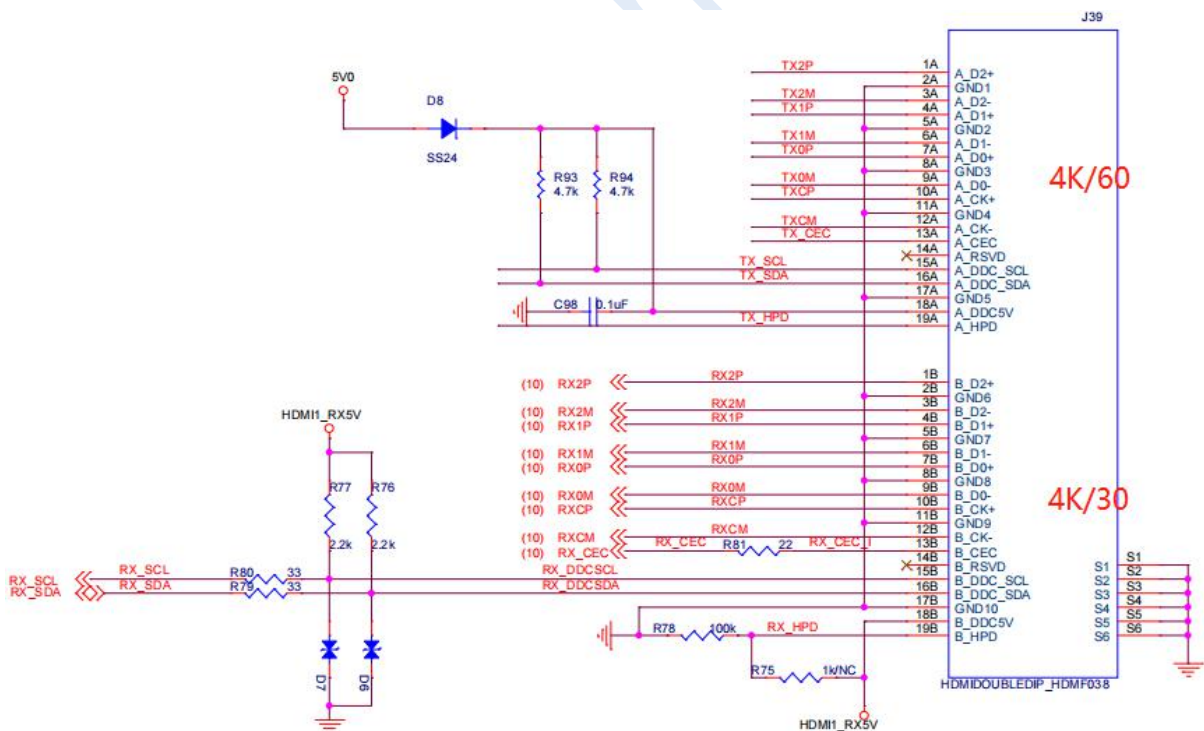 J39
5V0
D8
SS24
R93
4.7k
R94
4.7k
C98
0.1uF
TX2P
TX2M
TX1P
TX1M
TX0P
TX0M
TXCP
TXCM
TX_CEC
TX_SCL
TX_SDA
TX_HPD
1A A_D2+
2A GND1
3A A_D2-
4A A_D1+
5A GND2
6A A_D1-
7A A_D0+
8A GND3
9A A_D0-
10A A_CK+
11A GND4
12A A_CK-
13A A_CEC
14A A_RSVD
15A A_DDC_SCL
16A A_DDC_SDA
17A GND5
18A A_DDC5V
19A A_HPD
4K/60
(10) RX2P RX2P 1B B_D2+
2B GND6
(10) RX2M RX2M 3B B_D2-
(10) RX1P RX1P 4B B_D1+
5B GND7
(10) RX1M RX1M 6B B_D1-
(10) RX0P RX0P 7B B_D0+
8B GND8
(10) RX0M RX0M 9B B_D0-
(10) RXCP RXCP 10B B_CK+
11B GND9
(10) RXCM RXCM 12B B_CK-
(10) RX_CEC RX_CEC R81 22 RX_CEC_1 13B B_CEC
14B B_RSVD
15B B_DDC_SCL
16B B_DDC_SDA
17B GND10
18B B_DDC5V
19B B_HPD
4K/30
HDMI1_RX5V
R77
2.2k
R76
2.2k
RX_SCL RX_SCL R80 33 RX_DDCSCL
RX_SDA RX_SDA R79 33 RX_DDCSDA
D7
D6
R78 100k RX_HPD
R75 1k/NC
HDMI1_RX5V
S1 S1
S2 S2
S3 S3
S4 S4
S5 S5
S6 S6
HDMIDOUBLEDIP_HDMF038